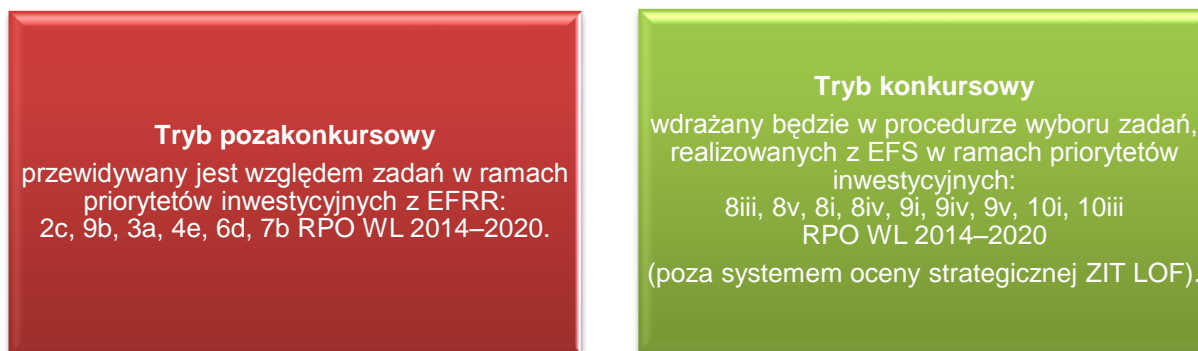 Tryb pozakonkursowy
przewidywany jest względem zadań w ramach
priorytetów inwestycyjnych z EFRR:
2c, 9b, 3a, 4e, 6d, 7b RPO WL 2014–2020.
Tryb konkursowy
wdrażany będzie w procedurze wyboru zadań,
realizowanych z EFS w ramach priorytetów
inwestycyjnych:
8iii, 8v, 8i, 8iv, 9i, 9iv, 9v, 10i, 10iii
RPO WL 2014–2020
(poza systemem oceny strategicznej ZIT LOF).